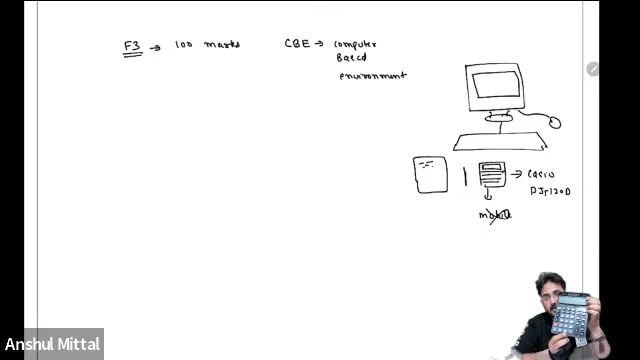 F3 → 100 marks
CBE → computer
Based
environment
→ casio
DJ-120D
mobile
Anshul Mittal